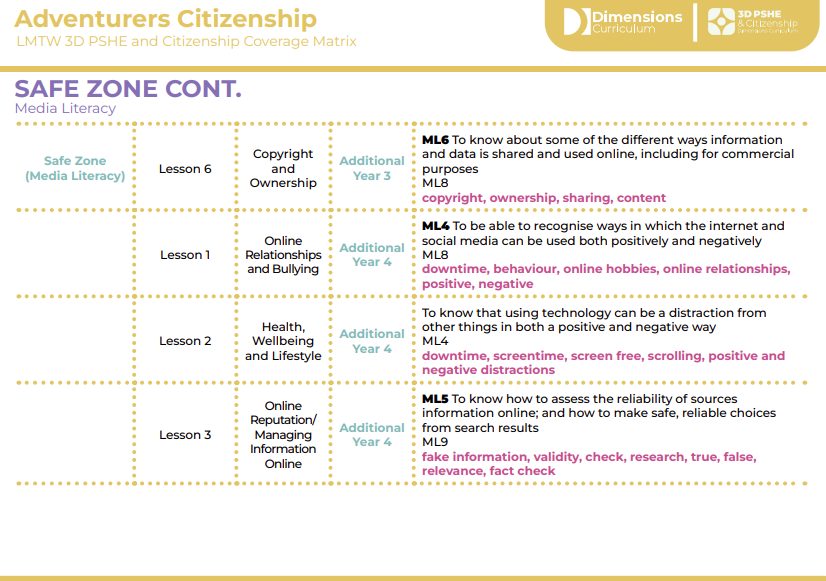 Adventurers Citizenship
LMTW 3D PSHE and Citizenship Coverage Matrix
Dimensions
Curriculum
3D PSHE
& Citizenship
Dimensions Curriculum
SAFE ZONE CONT.
Media Literacy
Safe Zone
(Media Literacy)
Lesson 6
Copyright
and
Ownership
Additional
Year 3
ML6 To know about some of the different ways information
and data is shared and used online, including for commercial
purposes
ML8
copyright, ownership, sharing, content
Lesson 1
Online
Relationships
and Bullying
Additional
Year 4
ML4 To be able to recognise ways in which the internet and
social media can be used both positively and negatively
ML8
downtime, behaviour, online hobbies, online relationships,
positive, negative
Lesson 2
Health,
Wellbeing
and Lifestyle
Additional
Year 4
To know that using technology can be a distraction from
other things in both a positive and negative way
ML4
downtime, screentime, screen free, scrolling, positive and
negative distractions
Lesson 3
Online
Reputation/
Managing
Information
Online
Additional
Year 4
ML5 To know how to assess the reliability of sources
information online; and how to make safe, reliable choices
from search results
ML9
fake information, validity, check, research, true, false,
relevance, fact check